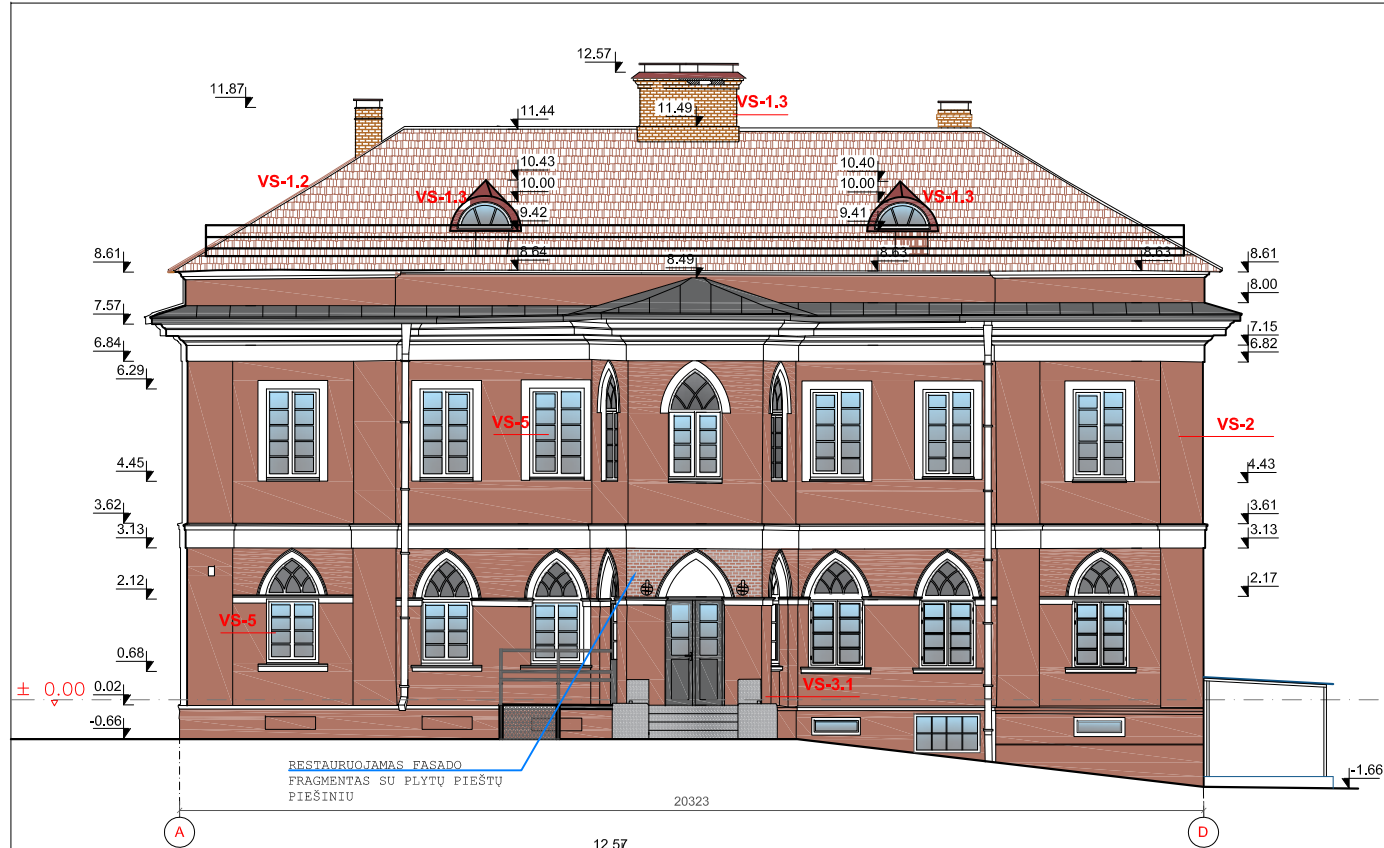 12.57
11.87
VS-1.3
11.49
11.44
10.43
10.40
VS-1.2
10.00
10.00
VS-1.3
VS-1.3
9.42
9.41
8.61
8.64
8.49
8.63
8.63
8.61
8.00
7.57
7.15
6.84
6.82
6.29
VS-5
VS-2
4.45
4.43
3.62
3.61
3.13
3.13
2.12
2.17
VS-5
0.68
± 0.00
0.02
VS-3.1
-0.66
RESTAURUOJAMAS FASADO
FRAGMENTAS SU PLYTŲ PIEŠTŲ
PIEŠINIU
-1.66
20323
A
D
12.57